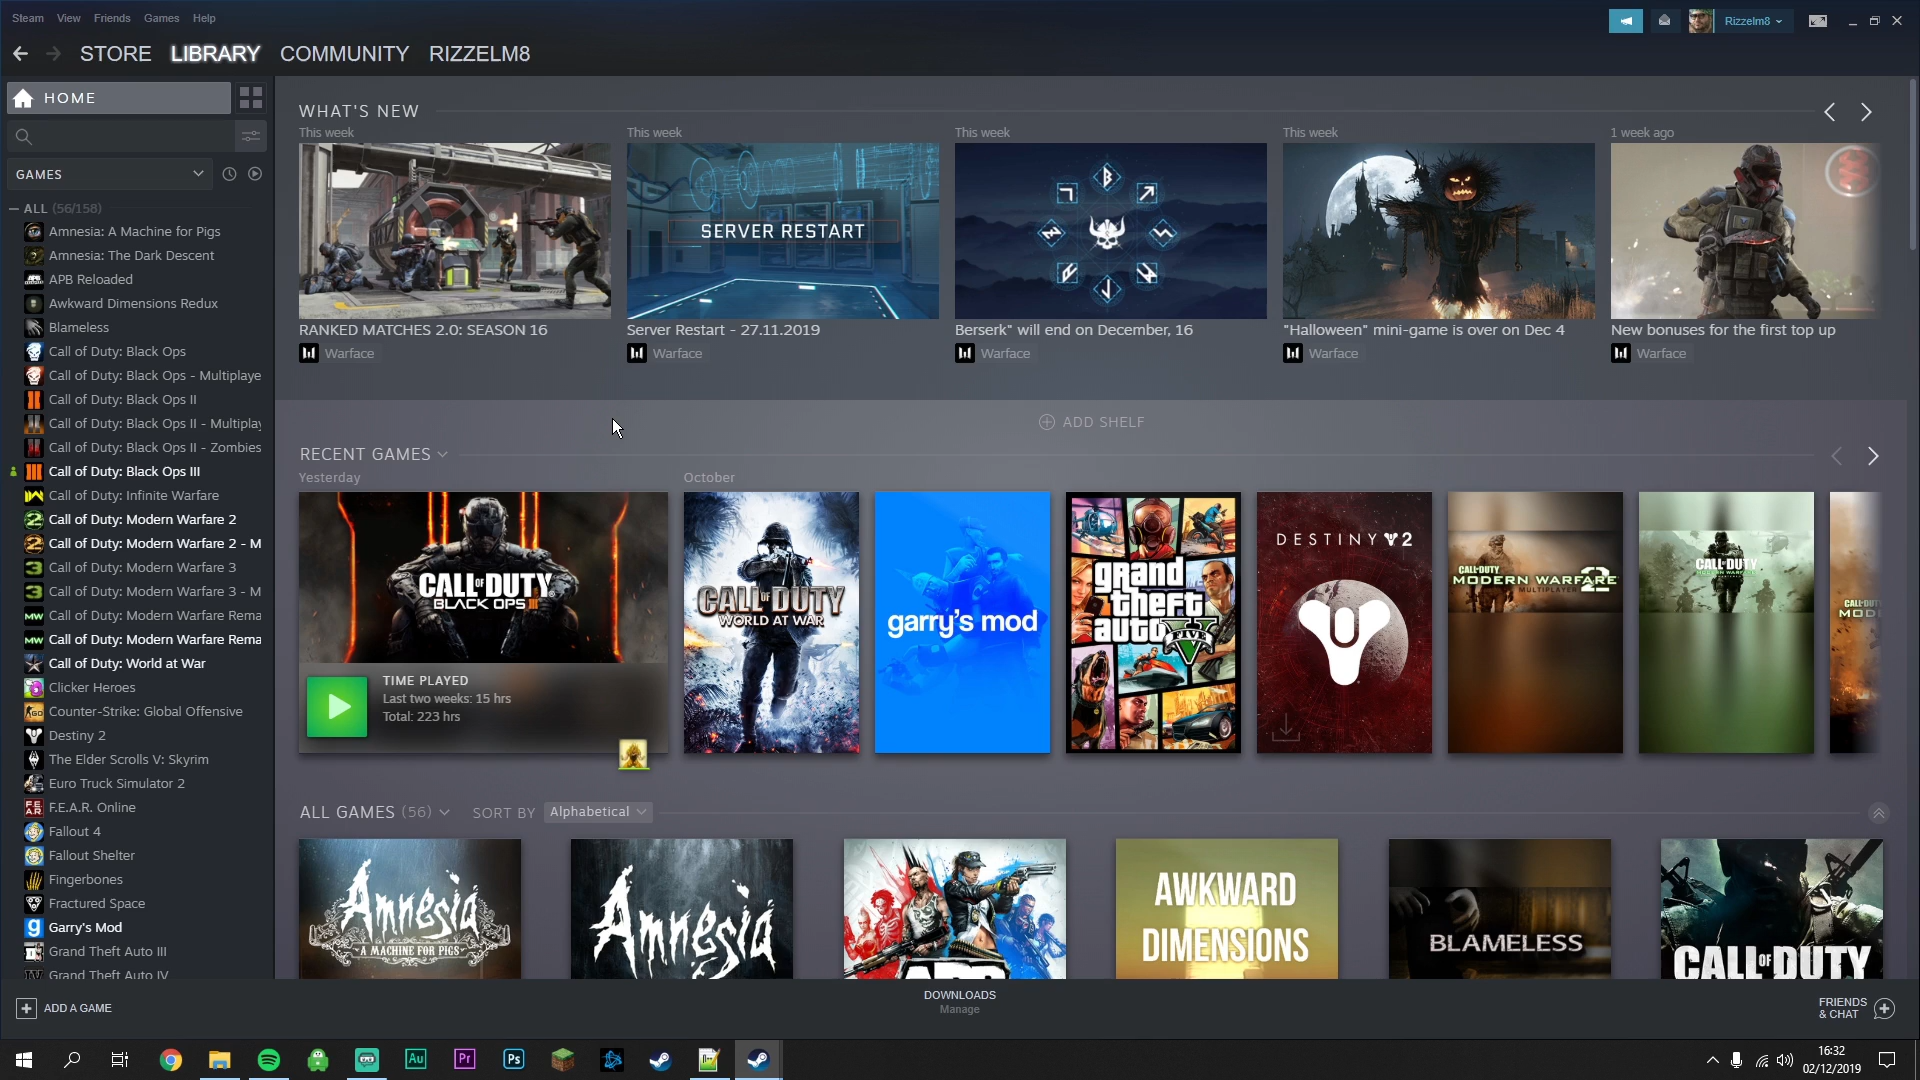 Steam View Friends Games Help
Rizzelm8
STORE LIBRARY COMMUNITY RIZZELM8
HOME
GAMES
ALL (56/158)
Amnesia: A Machine for Pigs
Amnesia: The Dark Descent
APB Reloaded
Awkward Dimensions Redux
Blameless
Call of Duty: Black Ops
Call of Duty: Black Ops - Multiplaye
Call of Duty: Black Ops II
Call of Duty: Black Ops II - Multiplay
Call of Duty: Black Ops II - Zombies
Call of Duty: Black Ops III
Call of Duty: Infinite Warfare
Call of Duty: Modern Warfare 2
Call of Duty: Modern Warfare 2 - M
Call of Duty: Modern Warfare 3
Call of Duty: Modern Warfare 3 - M
Call of Duty: Modern Warfare Rema
Call of Duty: Modern Warfare Rema
Call of Duty: World at War
Clicker Heroes
Counter-Strike: Global Offensive
Destiny 2
The Elder Scrolls V: Skyrim
Euro Truck Simulator 2
F.E.A.R. Online
Fallout 4
Fallout Shelter
Fingerbones
Fractured Space
Garry's Mod
Grand Theft Auto III
Grand Theft Auto IV
WHAT'S NEW
This week
This week
This week
This week
1 week ago
SERVER RESTART
RANKED MATCHES 2.0: SEASON 16
Server Restart - 27.11.2019
Berserk" will end on December, 16
"Halloween" mini-game is over on Dec 4
New bonuses for the first top up
Warface
Warface
Warface
Warface
Warface
ADD SHELF
RECENT GAMES
Yesterday
October
CALL OF DUTY
BLACK OPS III
TIME PLAYED
Last two weeks: 15 hrs
Total: 223 hrs
CALL OF DUTY
WORLD AT WAR
garry's mod
grand
theft
auto
FIVE
DESTINY 2
CALL OF DUTY
MODERN WARFARE 2
MULTIPLAYER
CALL OF DUTY
MODERN WARFARE
CALL OF DUTY
MOD
ALL GAMES (56) SORT BY Alphabetical
Amnesia
A MACHINE FOR PIGS
Amnesia
APB
AWKWARD
DIMENSIONS
BLAMELESS
CALL OF DUTY
ADD A GAME
DOWNLOADS
Manage
FRIENDS
& CHAT
Au Pr Ps
16:32
02/12/2019